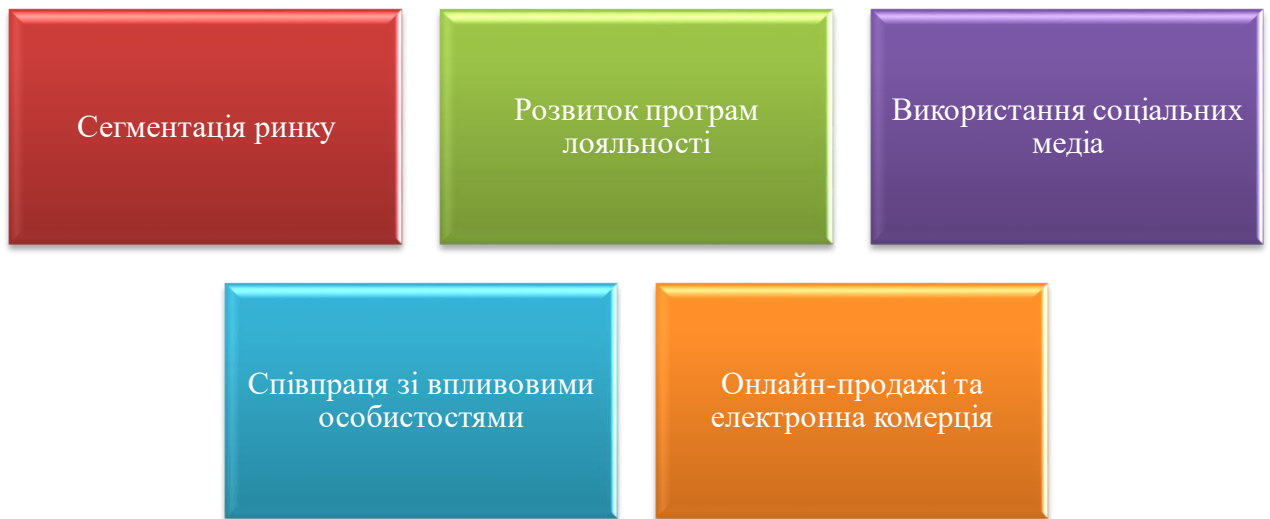 Сегментація ринку
Розвиток програм
лояльності
Використання соціальних
медіа
Співпраця зі впливовими
особистостями
Онлайн-продажі та
електронна комерція